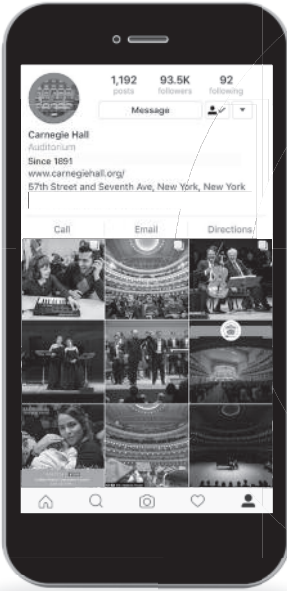 1,192 93.5K 92
posts followers following
Message
Carnegie Hall
Auditorium
Since 1891
www.carnegiehall.org/
57th Street and Seventh Ave, New York, New York
Call Email Directions